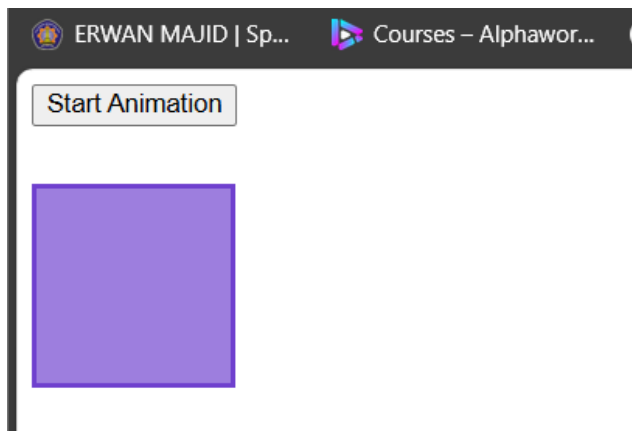 ERWAN MAJID | Sp...
Courses – Alphawor...
Start Animation